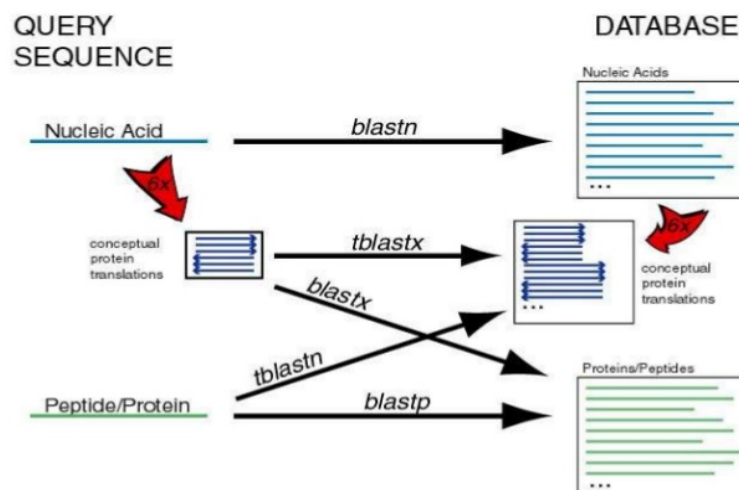 QUERY
SEQUENCE
DATABASE
Nucleic Acids
Nucleic Acid
blastn
...
6x
6x
conceptual
protein
translations
tblastx
conceptual
protein
translations
...
blastx
tblastn
Proteins/Peptides
Peptide/Protein
blastp
...